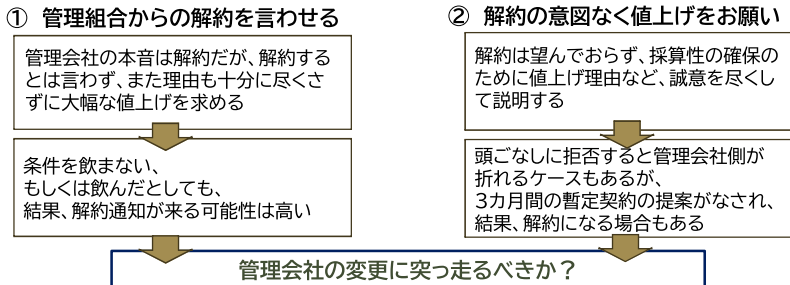 ① 管理組合からの解約を言わせる
管理会社の本音は解約だが、解約する
とは言わず、また理由も十分に尽くさ
ずに大幅な値上げを求める
条件を飲まない、
もしくは飲んだとしても、
結果、解約通知が来る可能性は高い
② 解約の意図なく値上げをお願い
解約は望んでおらず、採算性の確保の
ために値上げ理由など、誠意を尽くし
て説明する
頭ごなしに拒否すると管理会社側が
折れるケースもあるが、
3カ月間の暫定契約の提案がなされ、
結果、解約になる場合もある
管理会社の変更に突っ走るべきか？